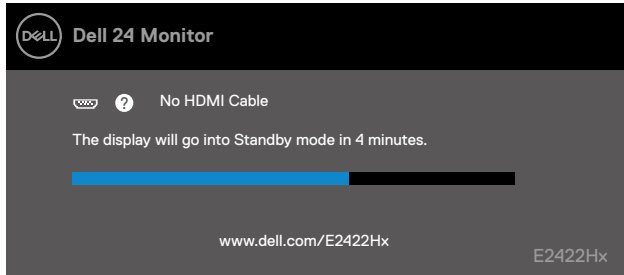 DELL
Dell 24 Monitor
? No HDMI Cable
The display will go into Standby mode in 4 minutes.
www.dell.com/E2422Hx
E2422Hx